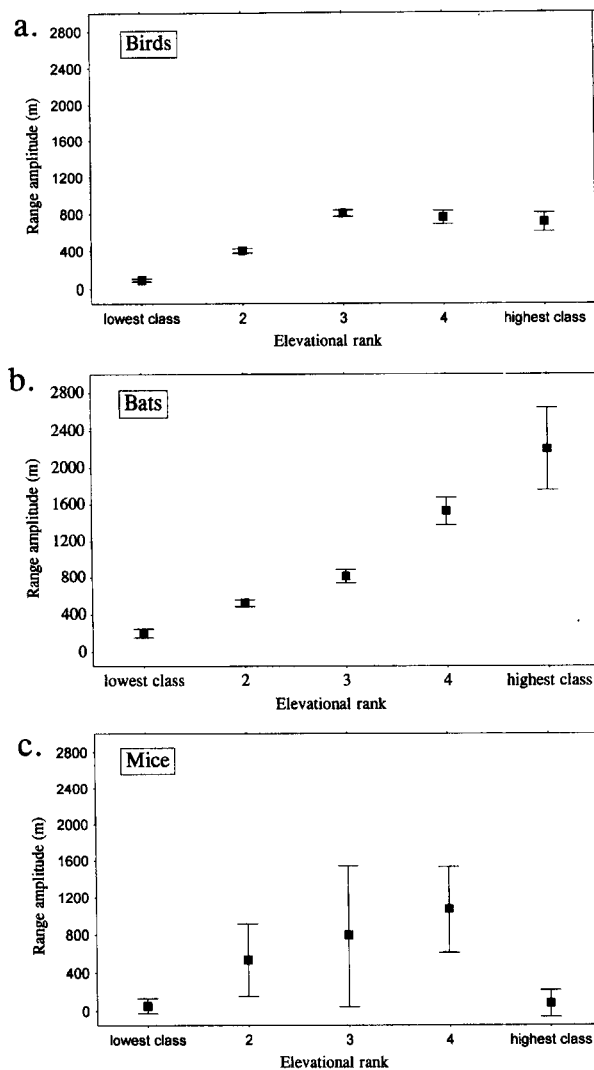 a.
Birds
Range amplitude (m)
2800
2400
2000
1600
1200
800
400
0
lowest class 2 3 4 highest class
Elevational rank
b.
Bats
Range amplitude (m)
2800
2400
2000
1600
1200
800
400
0
lowest class 2 3 4 highest class
Elevational rank
c.
Mice
Range amplitude (m)
2800
2400
2000
1600
1200
800
400
0
lowest class 2 3 4 highest class
Elevational rank